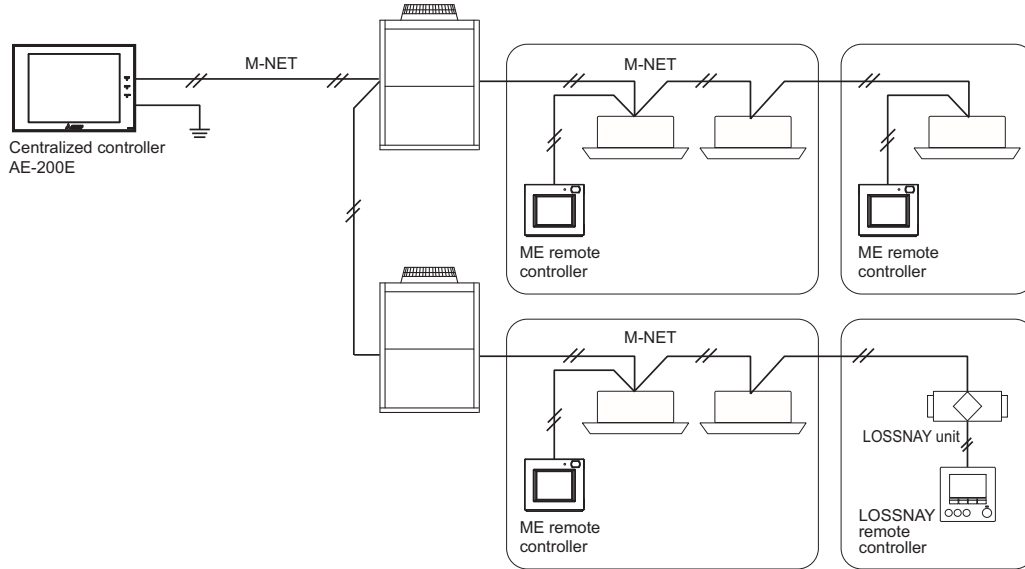 M-NET
M-NET
Centralized controller
AE-200E
ME remote
controller
ME remote
controller
M-NET
LOSSNAY unit
ME remote
controller
LOSSNAY
remote
controller